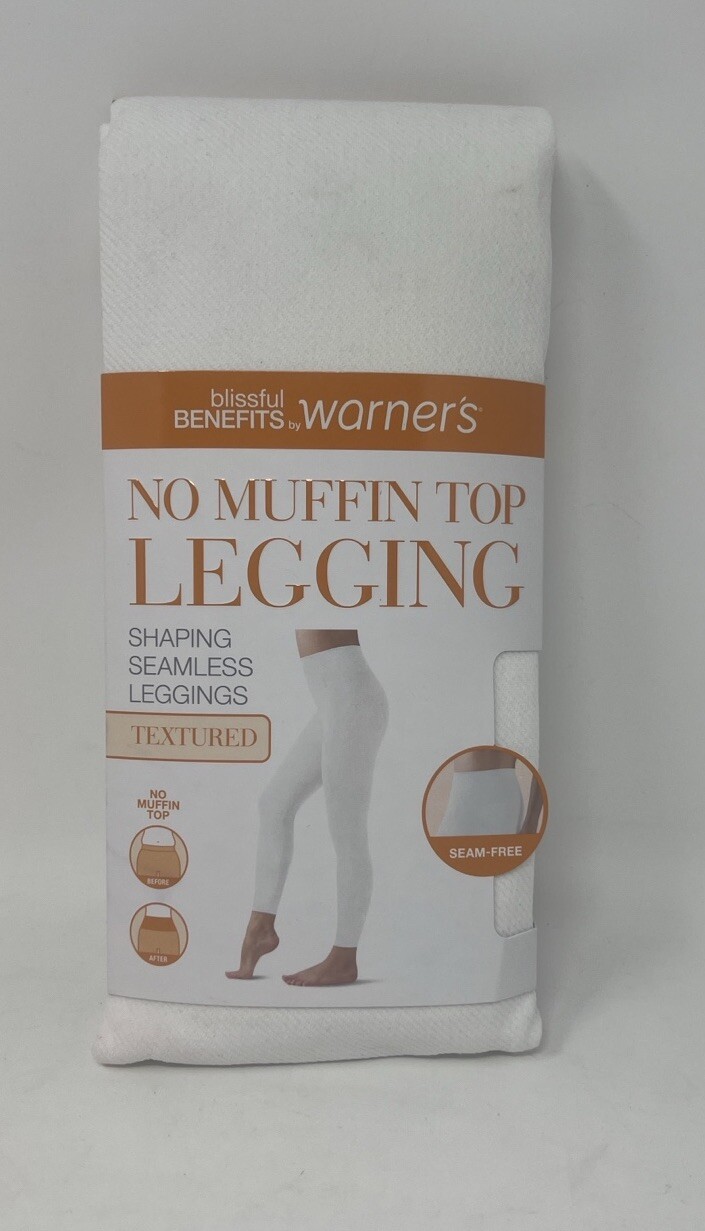 blissful
BENEFITS by warner's®
NO MUFFIN TOP
LEGGING
SHAPING
SEAMLESS
LEGGINGS
TEXTURED
NO
MUFFIN
TOP
BEFORE
AFTER
SEAM-FREE